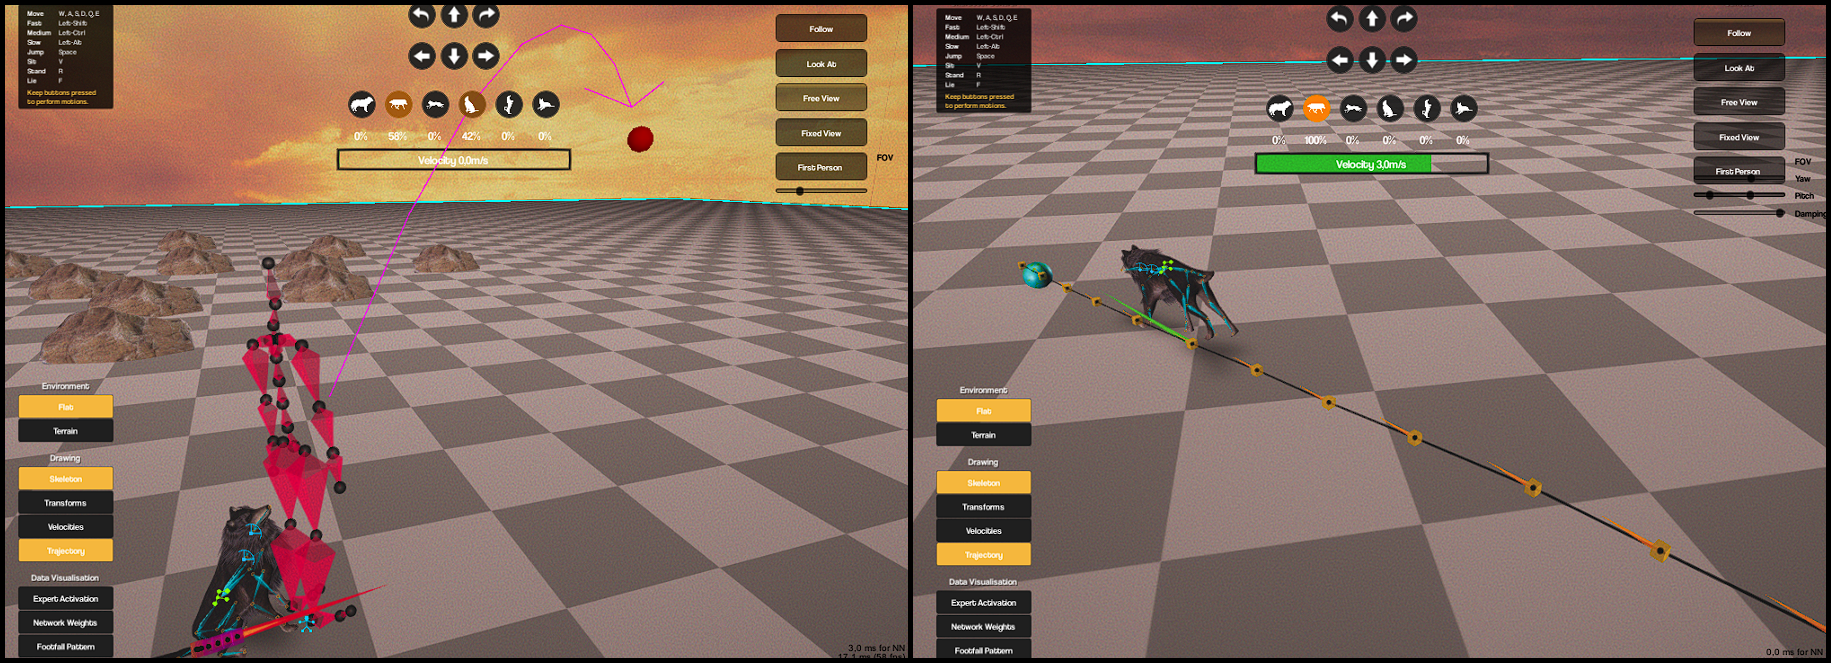 Move W, A, S, D, Q, E
Fast: Left-Shift
Medium: Left-Ctrl
Slow: Left-Alt
Jump: Space
Sit: V
Stand: R
Lie: F
Keep buttons pressed
to perform motions.
0% 58% 0% 42% 0% 0%
Velocity 0,0m/s
Follow
Look At
Free View
Fixed View
First Person
FOV
Environment
Flat
Terrain
Drawing
Skeleton
Transforms
Velocities
Trajectory
Data Visualisation
Expert Activation
Network Weights
Footfall Pattern
3,0 ms for NN
17,1 ms (58 fps)
Move W, A, S, D, Q, E
Fast: Left-Shift
Medium: Left-Ctrl
Slow: Left-Alt
Jump: Space
Sit: V
Stand: R
Lie: F
Keep buttons pressed
to perform motions.
0% 100% 0% 0% 0% 0%
Velocity 3,0m/s
Follow
Look At
Free View
Fixed View
First Person
FOV
Yaw
Pitch
Damping
Environment
Flat
Terrain
Drawing
Skeleton
Transforms
Velocities
Trajectory
Data Visualisation
Expert Activation
Network Weights
Footfall Pattern
0,0 ms for NN